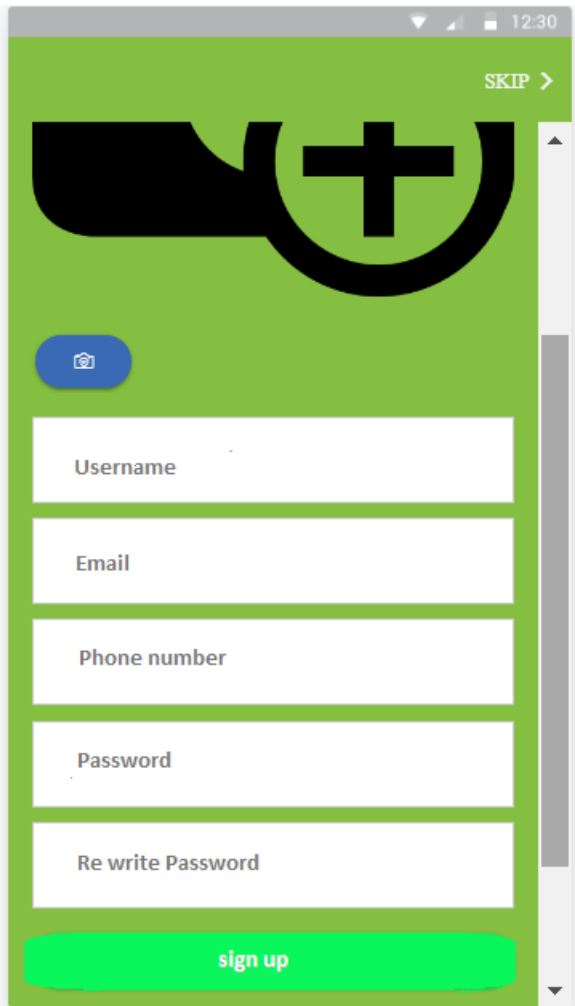 12:30
SKIP
Username
Email
Phone number
Password
Re write Password
sign up